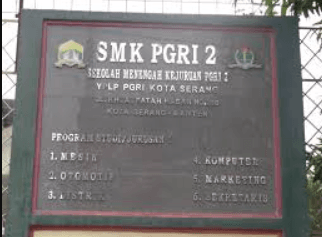 SMK PGRI 2
SEKOLAH MENENGAH KEJURUAN PGRI 2
YPLP PGRI KOTA SERANG
KOTA SERANG BANTEN
PROGRAM STUDI/JURUSAN :
1. MESIN
2. OTOMOTIF
3. LISTRIK
4. KOMPUTER
5. MARKETING
6. SEKRETARIS